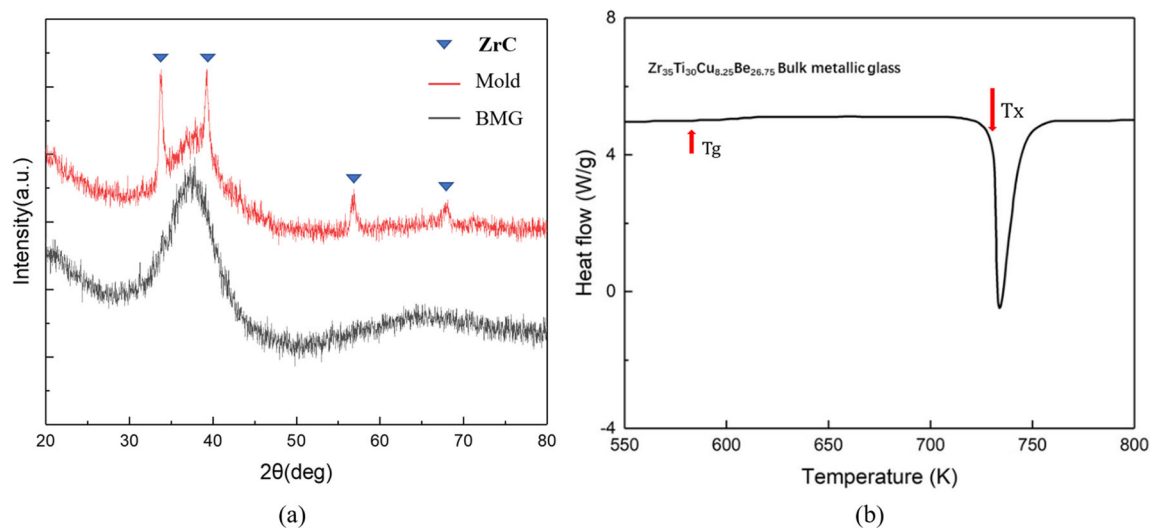 ZrC
Mold
BMG
Intensity(a.u.)
20
30
40
50
60
70
80
2θ(deg)
(a)
8
4
0
-4
Heat flow (W/g)
Zr35Ti30Cu8.25Be26.75 Bulk metallic glass
Tg
Tx
550
600
650
700
750
800
Temperature (K)
(b)